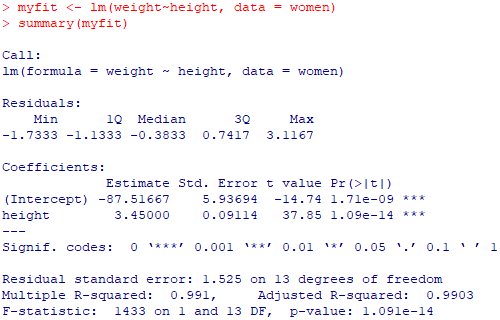 > myfit <- lm(weight~height, data = women)
> summary(myfit)
Call:
lm(formula = weight ~ height, data = women)
Residuals:
    Min      1Q  Median      3Q     Max
-1.7333 -1.1333 -0.3833  0.7417  3.1167
Coefficients:
             Estimate Std. Error t value Pr(>|t|)
(Intercept) -87.51667    5.93694  -14.74 1.71e-09 ***
height        3.45000    0.09114   37.85 1.09e-14 ***
---
Signif. codes:  0 ‘***’ 0.001 ‘**’ 0.01 ‘*’ 0.05 ‘.’ 0.1 ‘ ’ 1
Residual standard error: 1.525 on 13 degrees of freedom
Multiple R-squared:  0.991,     Adjusted R-squared:  0.9903
F-statistic:  1433 on 1 and 13 DF,  p-value: 1.091e-14